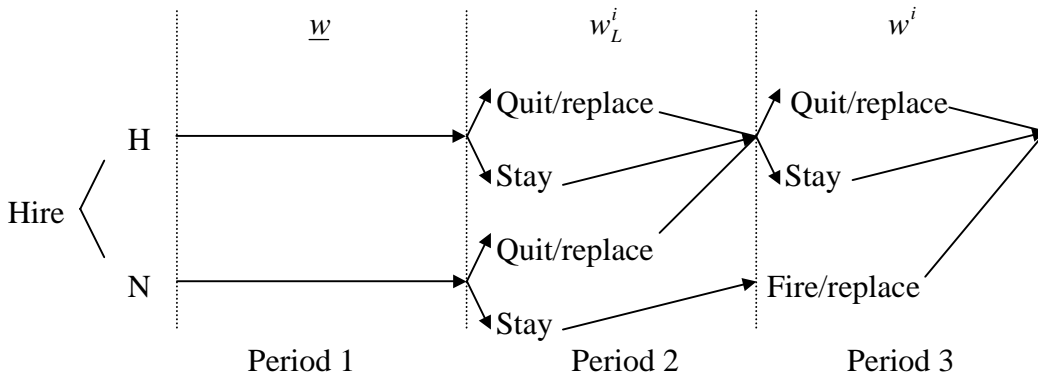 w w_L^i w^i
Quit/replace Quit/replace
H
Stay Stay
Hire
Quit/replace
N Fire/replace
Stay
Period 1 Period 2 Period 3